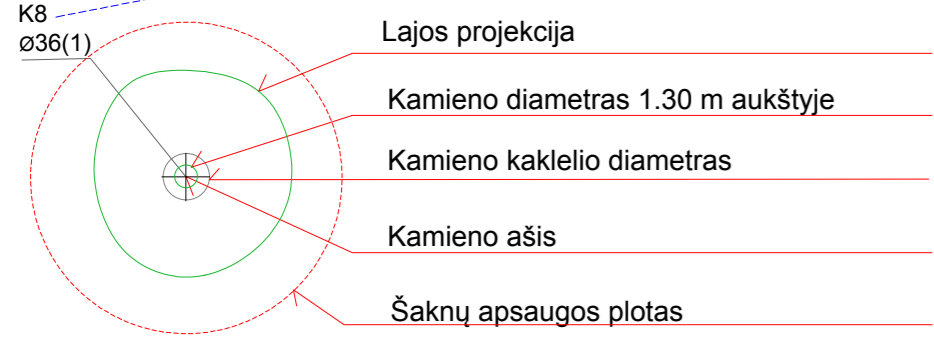 K8
Ø36(1)
Lajos projekcija
Kamieno diametras 1.30 m aukštyje
Kamieno kaklelio diametras
Kamieno ašis
Šaknų apsaugos plotas